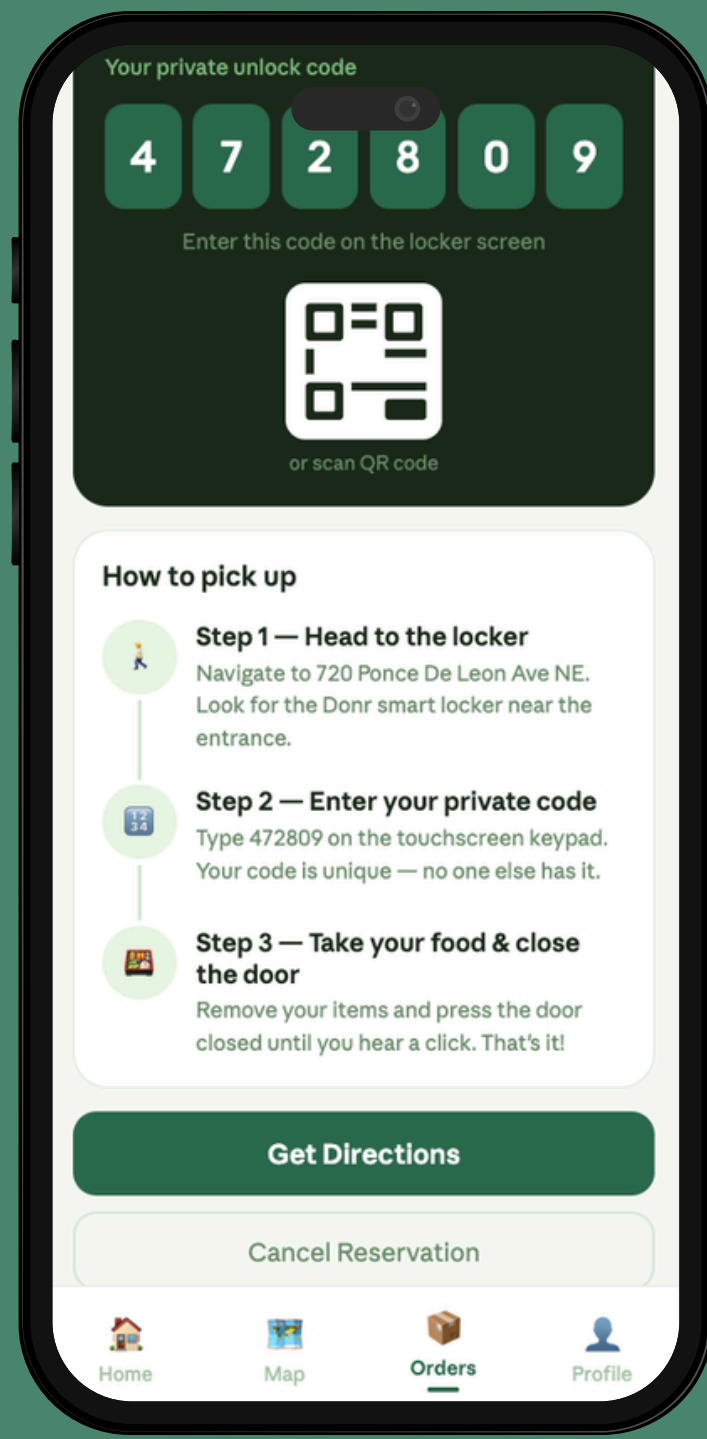 Your private unlock code
4 7 2 8 0 9
Enter this code on the locker screen
or scan QR code
How to pick up
Step 1 — Head to the locker
Navigate to 720 Ponce De Leon Ave NE.
Look for the Donr smart locker near the
entrance.
12
34
Step 2 — Enter your private code
Type 472809 on the touchscreen keypad.
Your code is unique — no one else has it.
Step 3 — Take your food & close
the door
Remove your items and press the door
closed until you hear a click. That's it!
Get Directions
Cancel Reservation
Home
Map
Orders
Profile